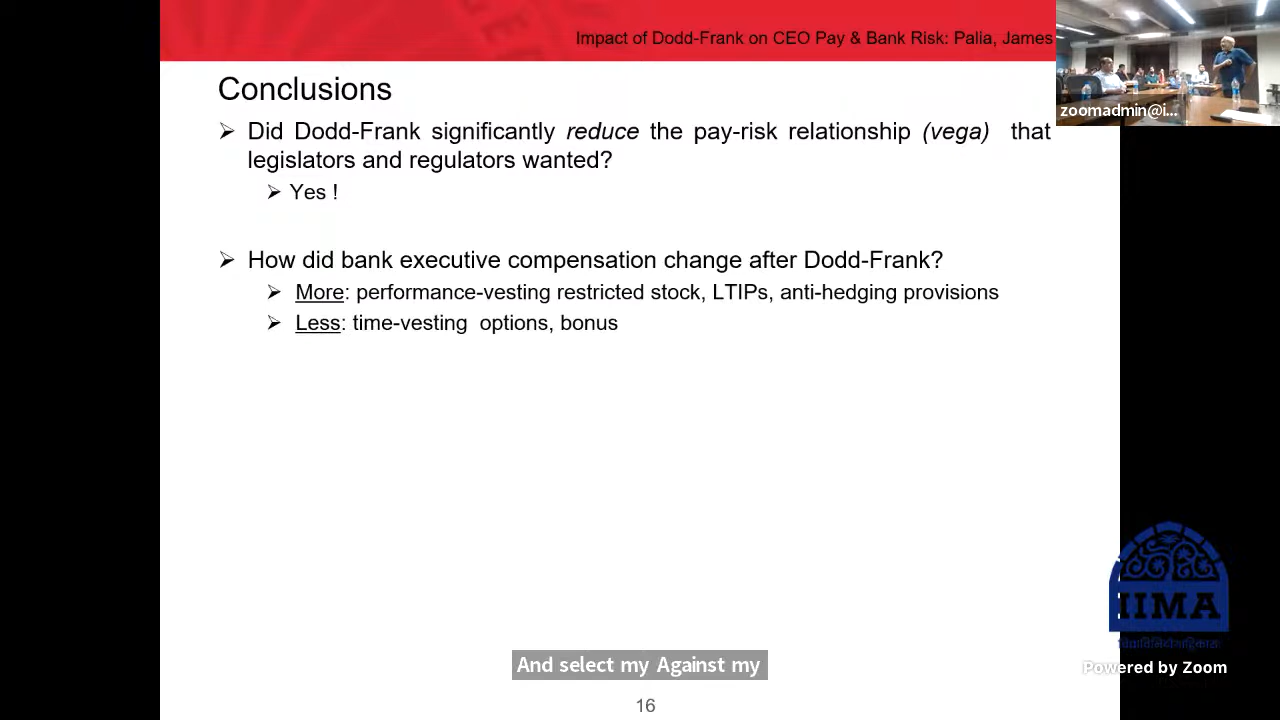 Impact of Dodd-Frank on CEO Pay & Bank Risk: Palia, James
zoomadmin@i...
Conclusions
➢ Did Dodd-Frank significantly reduce the pay-risk relationship (vega) that
legislators and regulators wanted?
➢ Yes !
➢ How did bank executive compensation change after Dodd-Frank?
➢ More: performance-vesting restricted stock, LTIPs, anti-hedging provisions
➢ Less: time-vesting options, bonus
IIMA
And select my Against my
Powered by Zoom
16